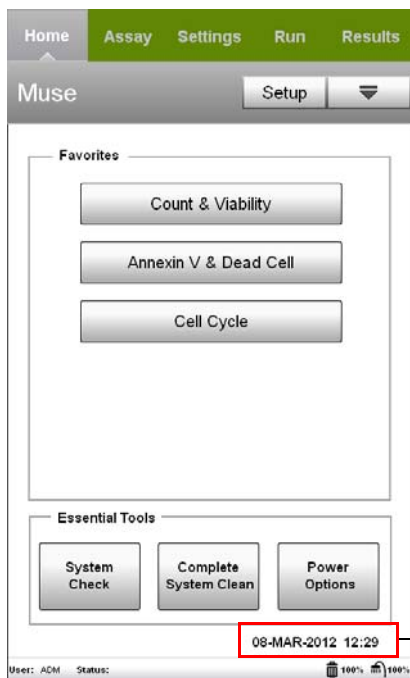 Home Assay Settings Run Results
Muse Setup
Favorites
Count & Viability
Annexin V & Dead Cell
Cell Cycle
Essential Tools
System Check
Complete System Clean
Power Options
08-MAR-2012 12:29
User: ADM Status: 100% 100%